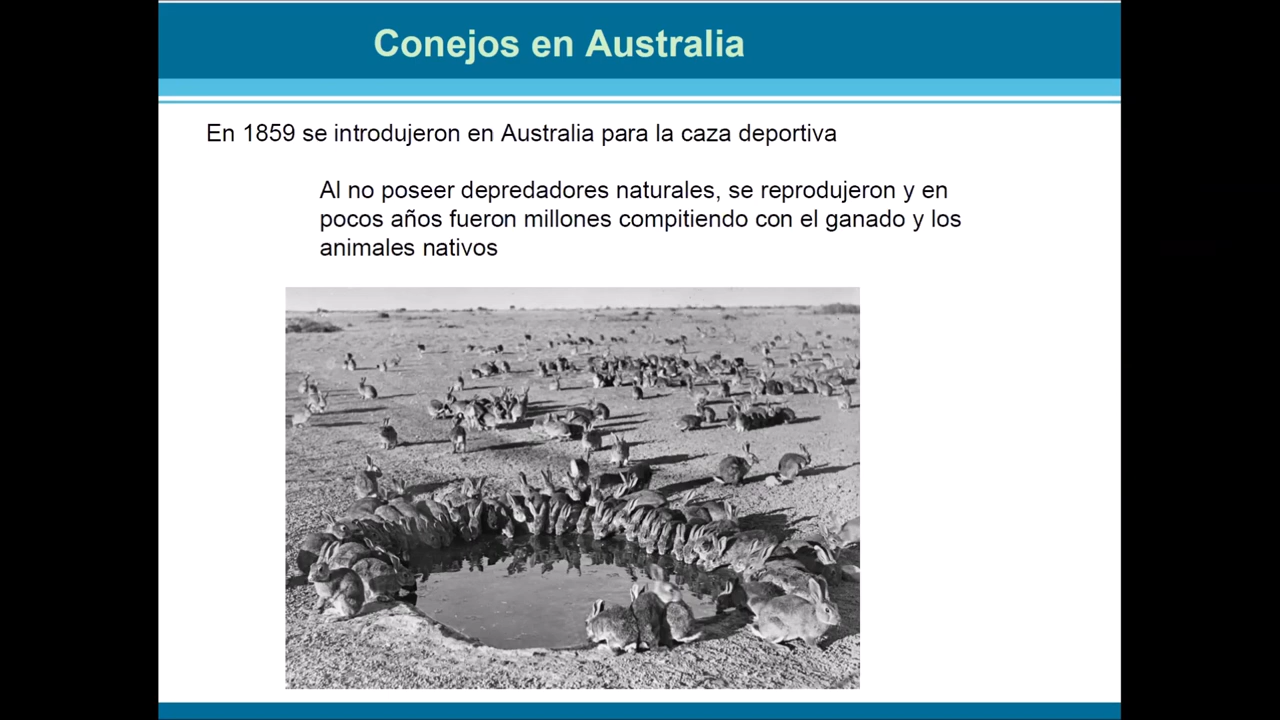 Conejos en Australia
En 1859 se introdujeron en Australia para la caza deportiva
Al no poseer depredadores naturales, se reprodujeron y en
pocos años fueron millones compitiendo con el ganado y los
animales nativos